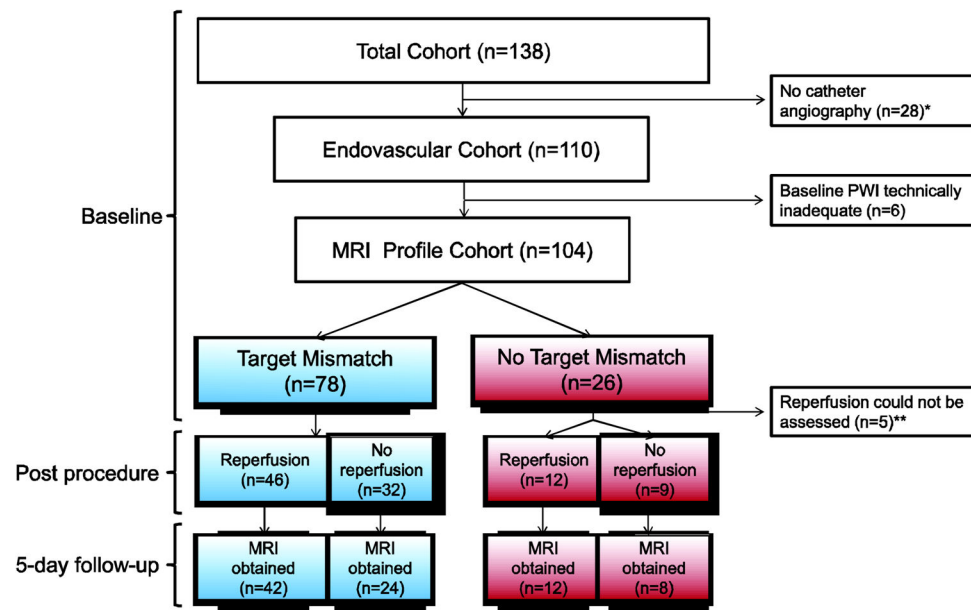 Total Cohort (n=138)
No catheter
angiography (n=28)*
Endovascular Cohort (n=110)
Baseline PWI technically
inadequate (n=6)
Baseline
MRI Profile Cohort (n=104)
Target Mismatch
(n=78)
No Target Mismatch
(n=26)
Reperfusion could not be
assessed (n=5)**
Post procedure
Reperfusion
(n=46)
No
reperfusion
(n=32)
Reperfusion
(n=12)
No
reperfusion
(n=9)
5-day follow-up
MRI
obtained
(n=42)
MRI
obtained
(n=24)
MRI
obtained
(n=12)
MRI
obtained
(n=8)